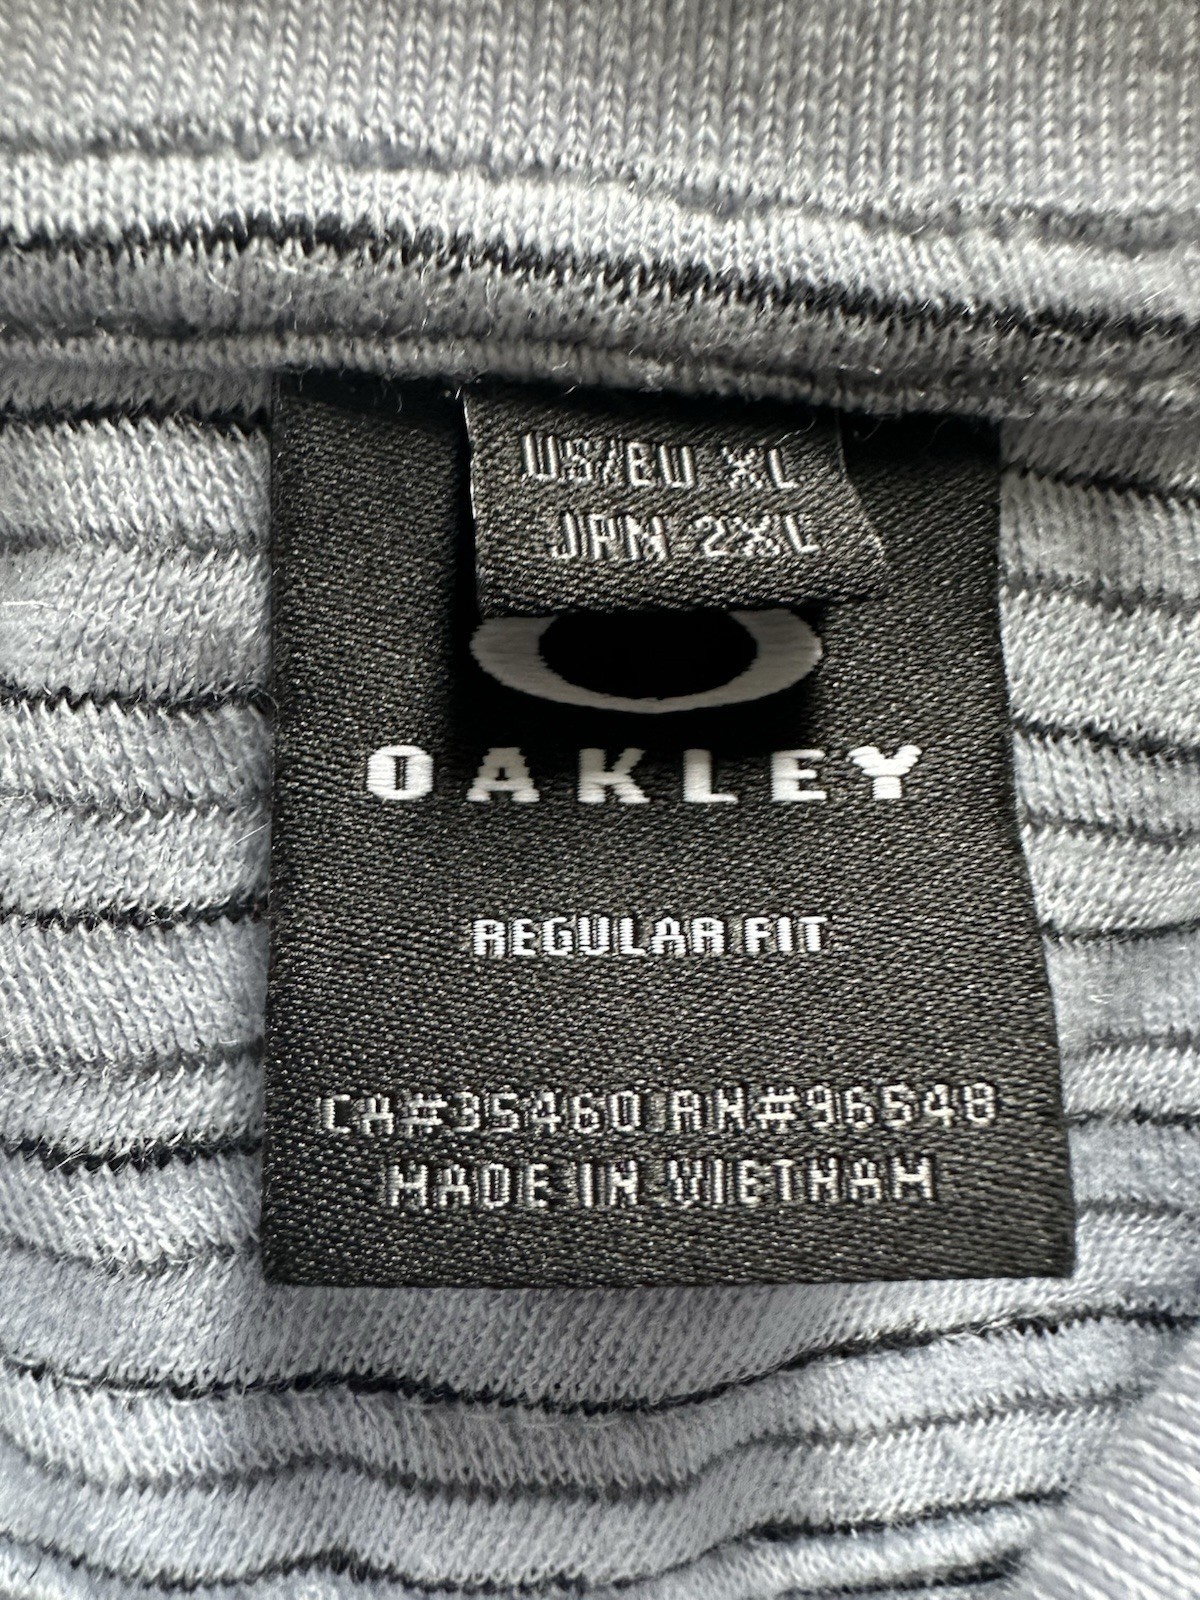 US/EU XL
JPN 2XL
OAKLEY
REGULAR FIT
CA#35460 RN#96548
MADE IN VIETNAM